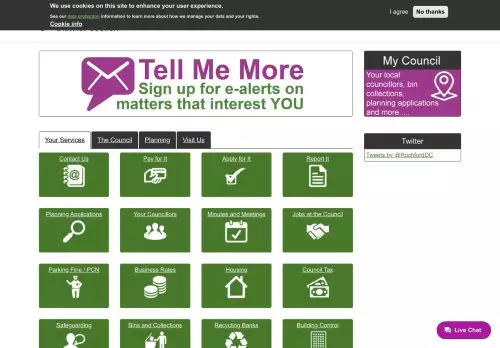 We use cookies on this site to enhance your user experience.
See our data protection information to learn more about how we manage your data and your rights.
Cookie info
I agree
No thanks
District Council
Tell Me More
Sign up for e-alerts on
matters that interest YOU
My Council
Your local
councillors, bin
collections,
planning applications
and more.....
Twitter
Tweets by @RochfordDC
Your Services
The Council
Planning
Visit Us
Contact Us
Pay for It
Apply for It
Report It
Planning Applications
Your Councillors
Minutes and Meetings
Jobs at the Council
Parking Fine / PCN
Business Rates
Housing
Council Tax
Safeguarding
Bins and Collections
Recycling Banks
Building Control
Live Chat